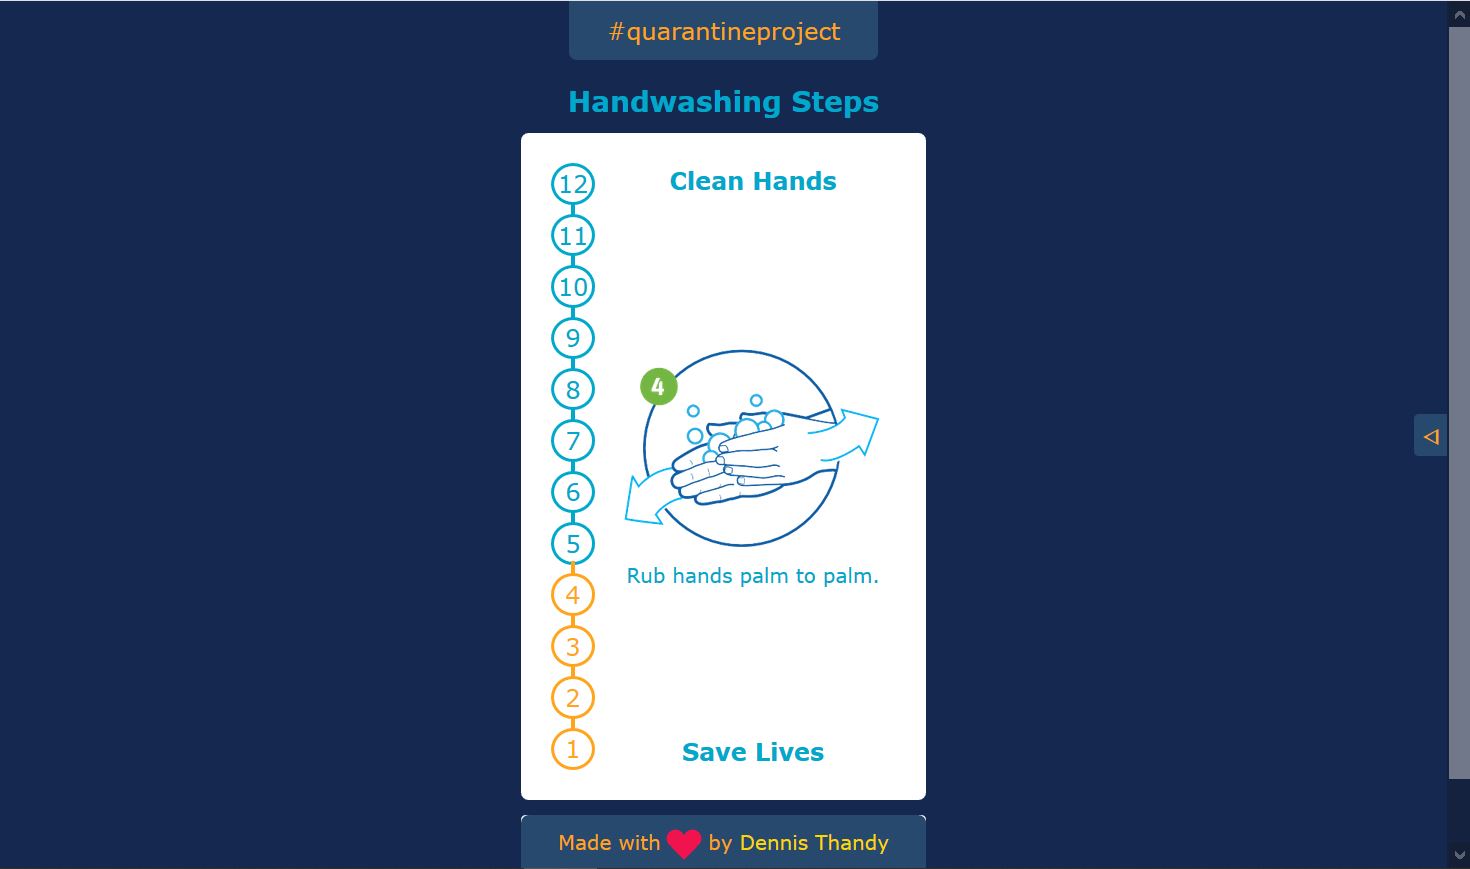 #quarantineproject
Handwashing Steps
Clean Hands
12
11
10
9
8
7
6
5
4
3
2
1
4
Rub hands palm to palm.
Save Lives
Made with by Dennis Thandy